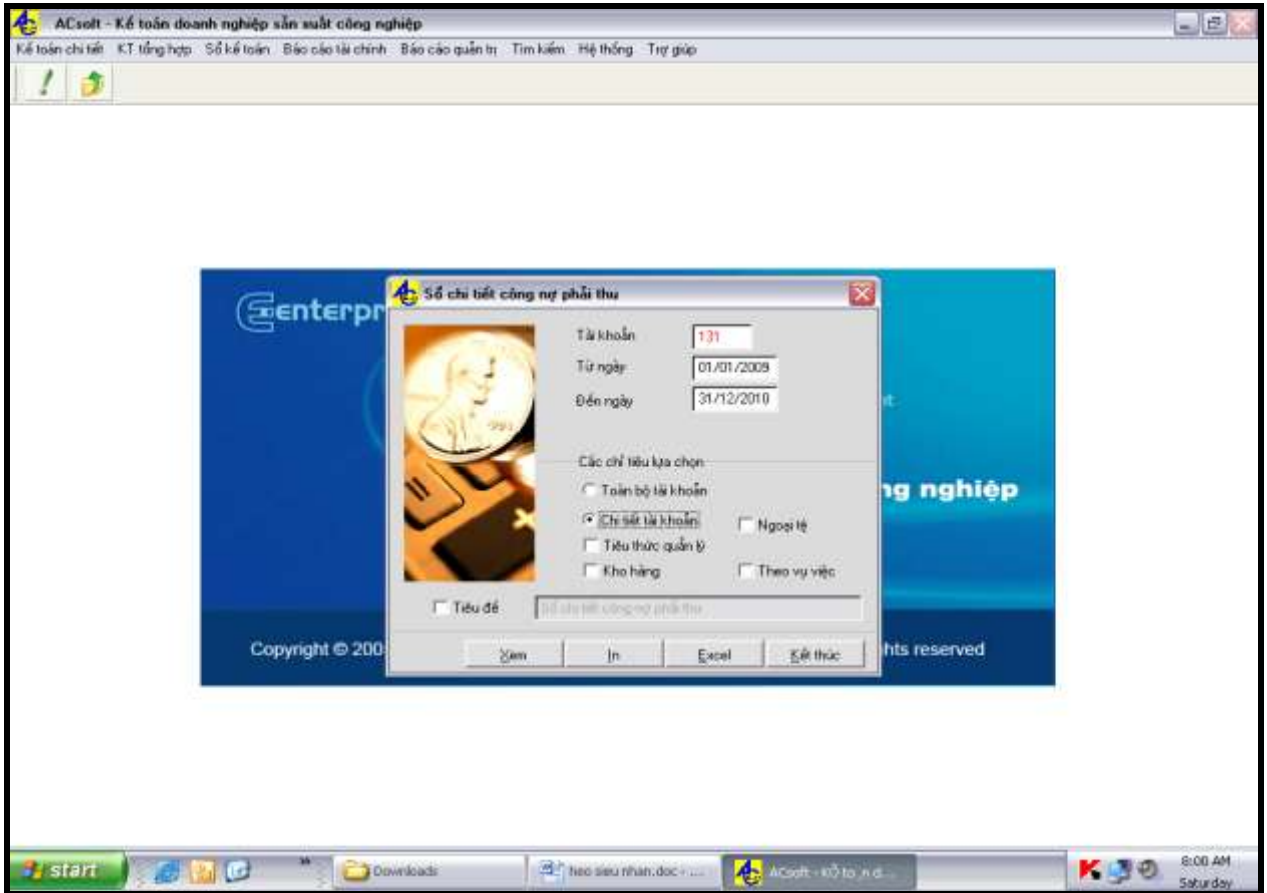 ACsoft - Kế toán doanh nghiệp sản xuất công nghiệp
Kế toán chi tiết KT tổng hợp Sổ kế toán Báo cáo tài chính Báo cáo quản trị Tìm kiếm Hệ thống Trợ giúp
enterpr
Sổ chi tiết công nợ phải thu
Tài khoản 131
Từ ngày 01/01/2009
Đến ngày 31/12/2010
Các chỉ tiêu lựa chọn
Toàn bộ tài khoản
Chi tiết tài khoản Ngoại tệ
Tiêu thức quản lý
Kho hàng Theo vụ việc
Tiêu đề Sổ chi tiết công nợ phải thu
ng nghiệp
Copyright © 200 hts reserved
Xem In Excel Kết thúc
start Downloads heo sieu nhan.doc - ... ACsoft - 8:00 AM
Saturday